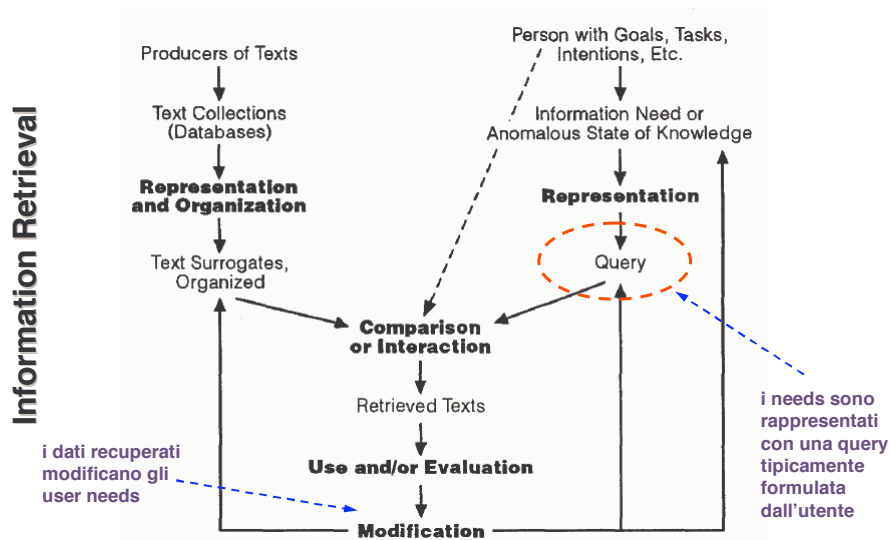 Information Retrieval
Producers of Texts
Text Collections
(Databases)
Representation
and Organization
Text Surrogates,
Organized
Person with Goals, Tasks,
Intentions, Etc.
Information Need or
Anomalous State of Knowledge
Representation
Query
Comparison
or Interaction
Retrieved Texts
Use and/or Evaluation
Modification
i dati recuperati
modificano gli
user needs
i needs sono
rappresentati
con una query
tipicamente
formulata
dall'utente